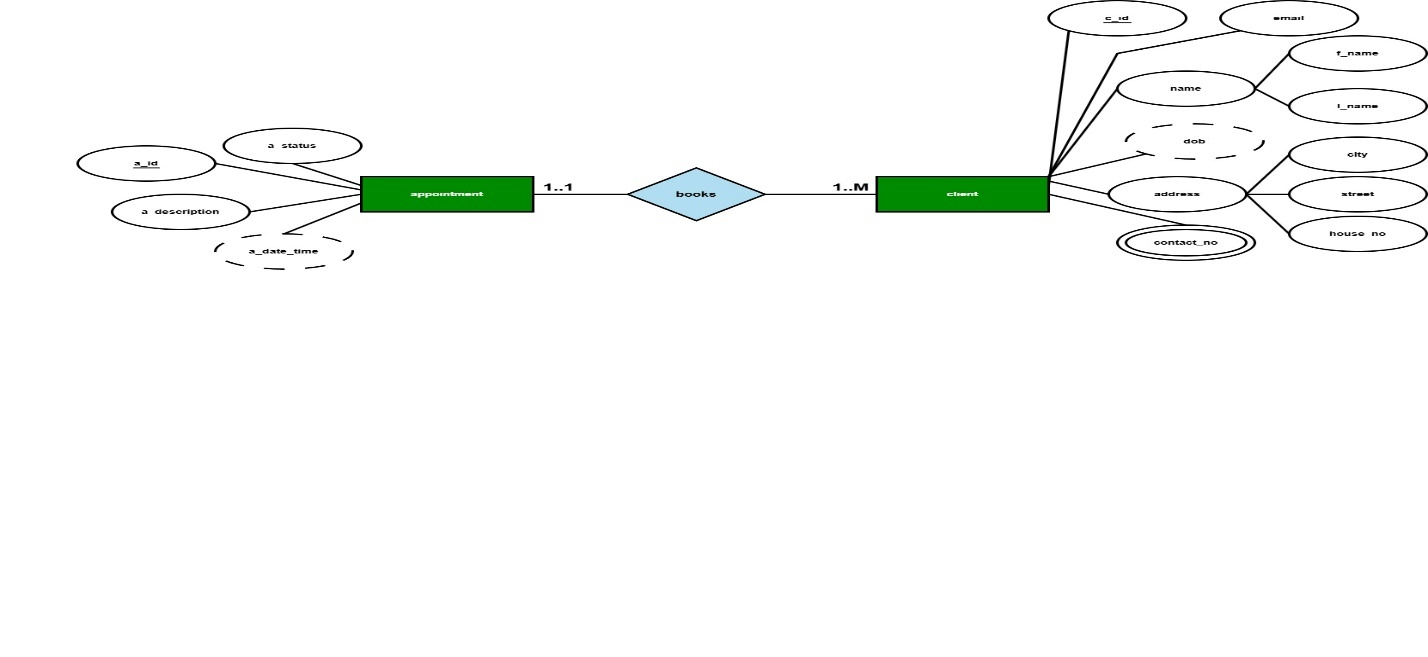 c_id
email
f_name
name
l_name
dob
a_status
city
a_id
appointment
1..1
books
1..M
client
address
street
a_description
house_no
contact_no
a_date_time